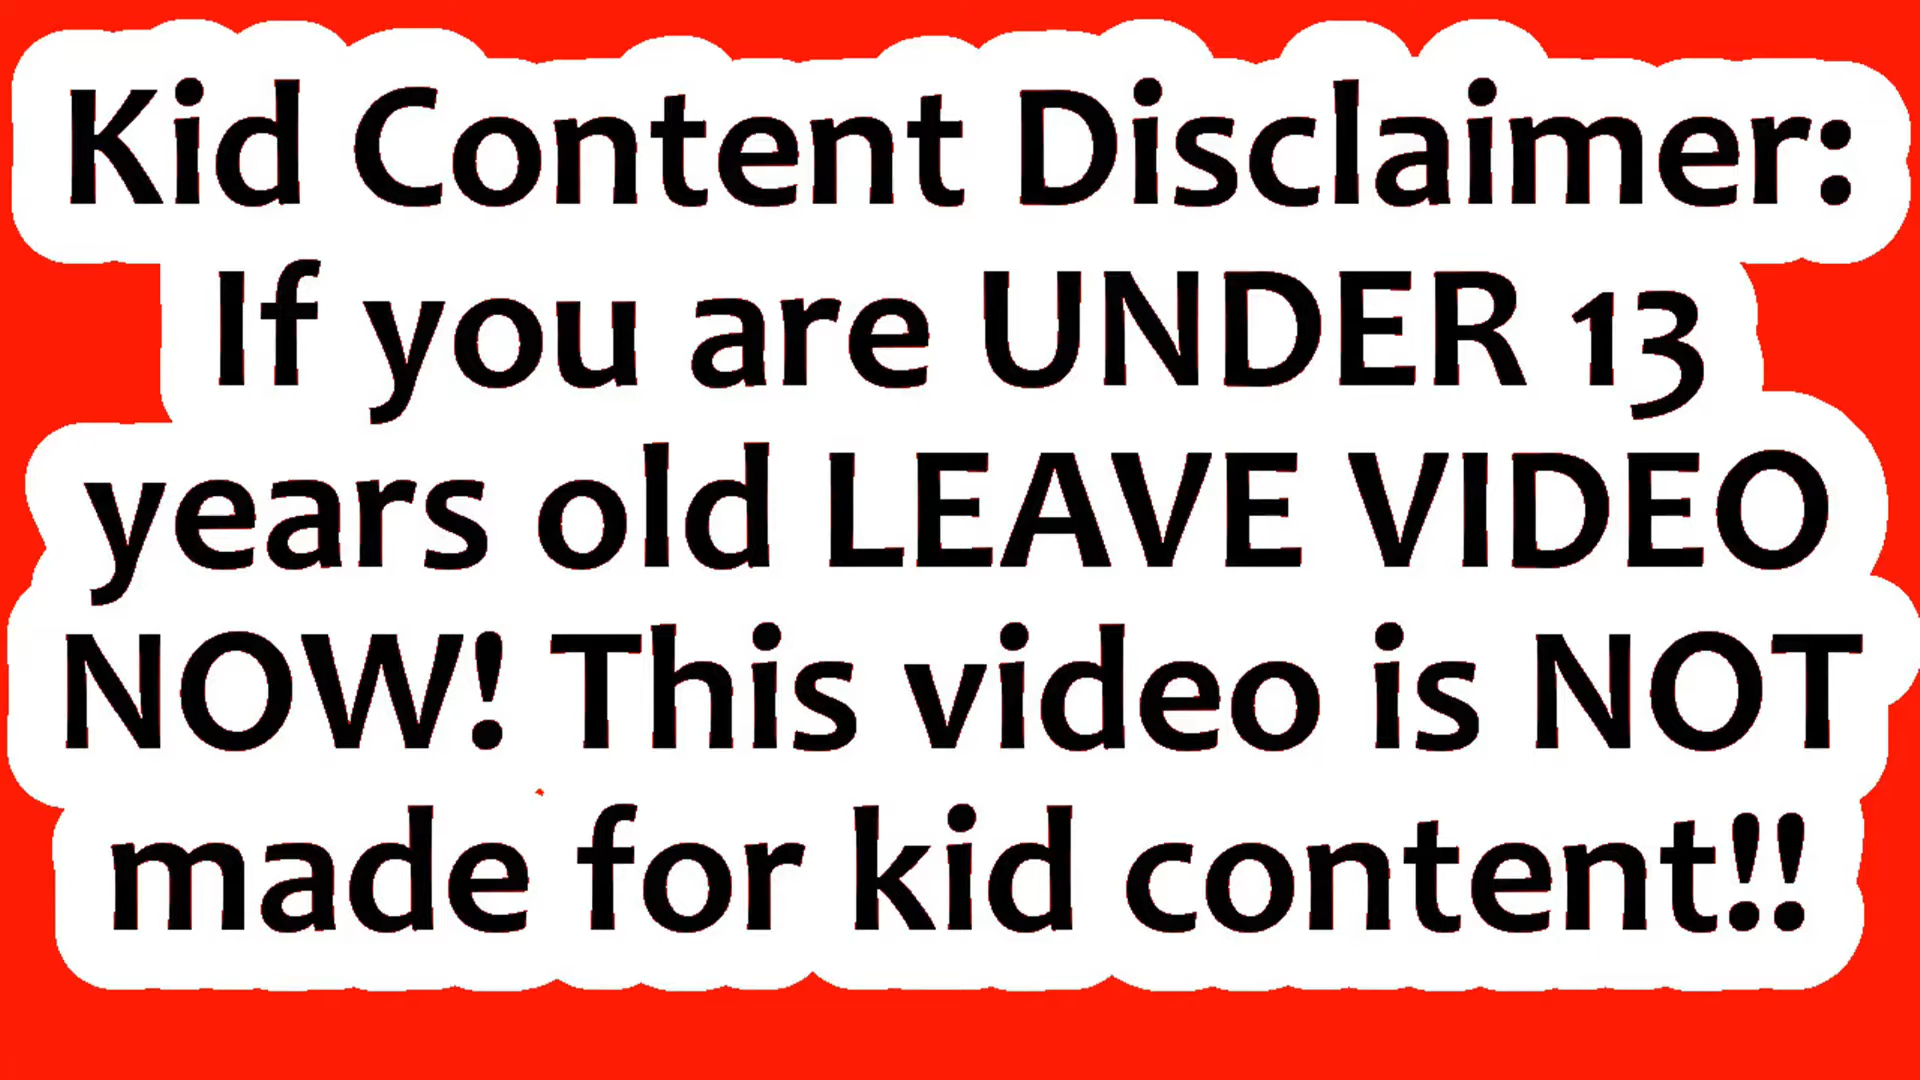 Kid Content Disclaimer:
If you are UNDER 13
years old LEAVE VIDEO
NOW! This video is NOT
made for kid content!!